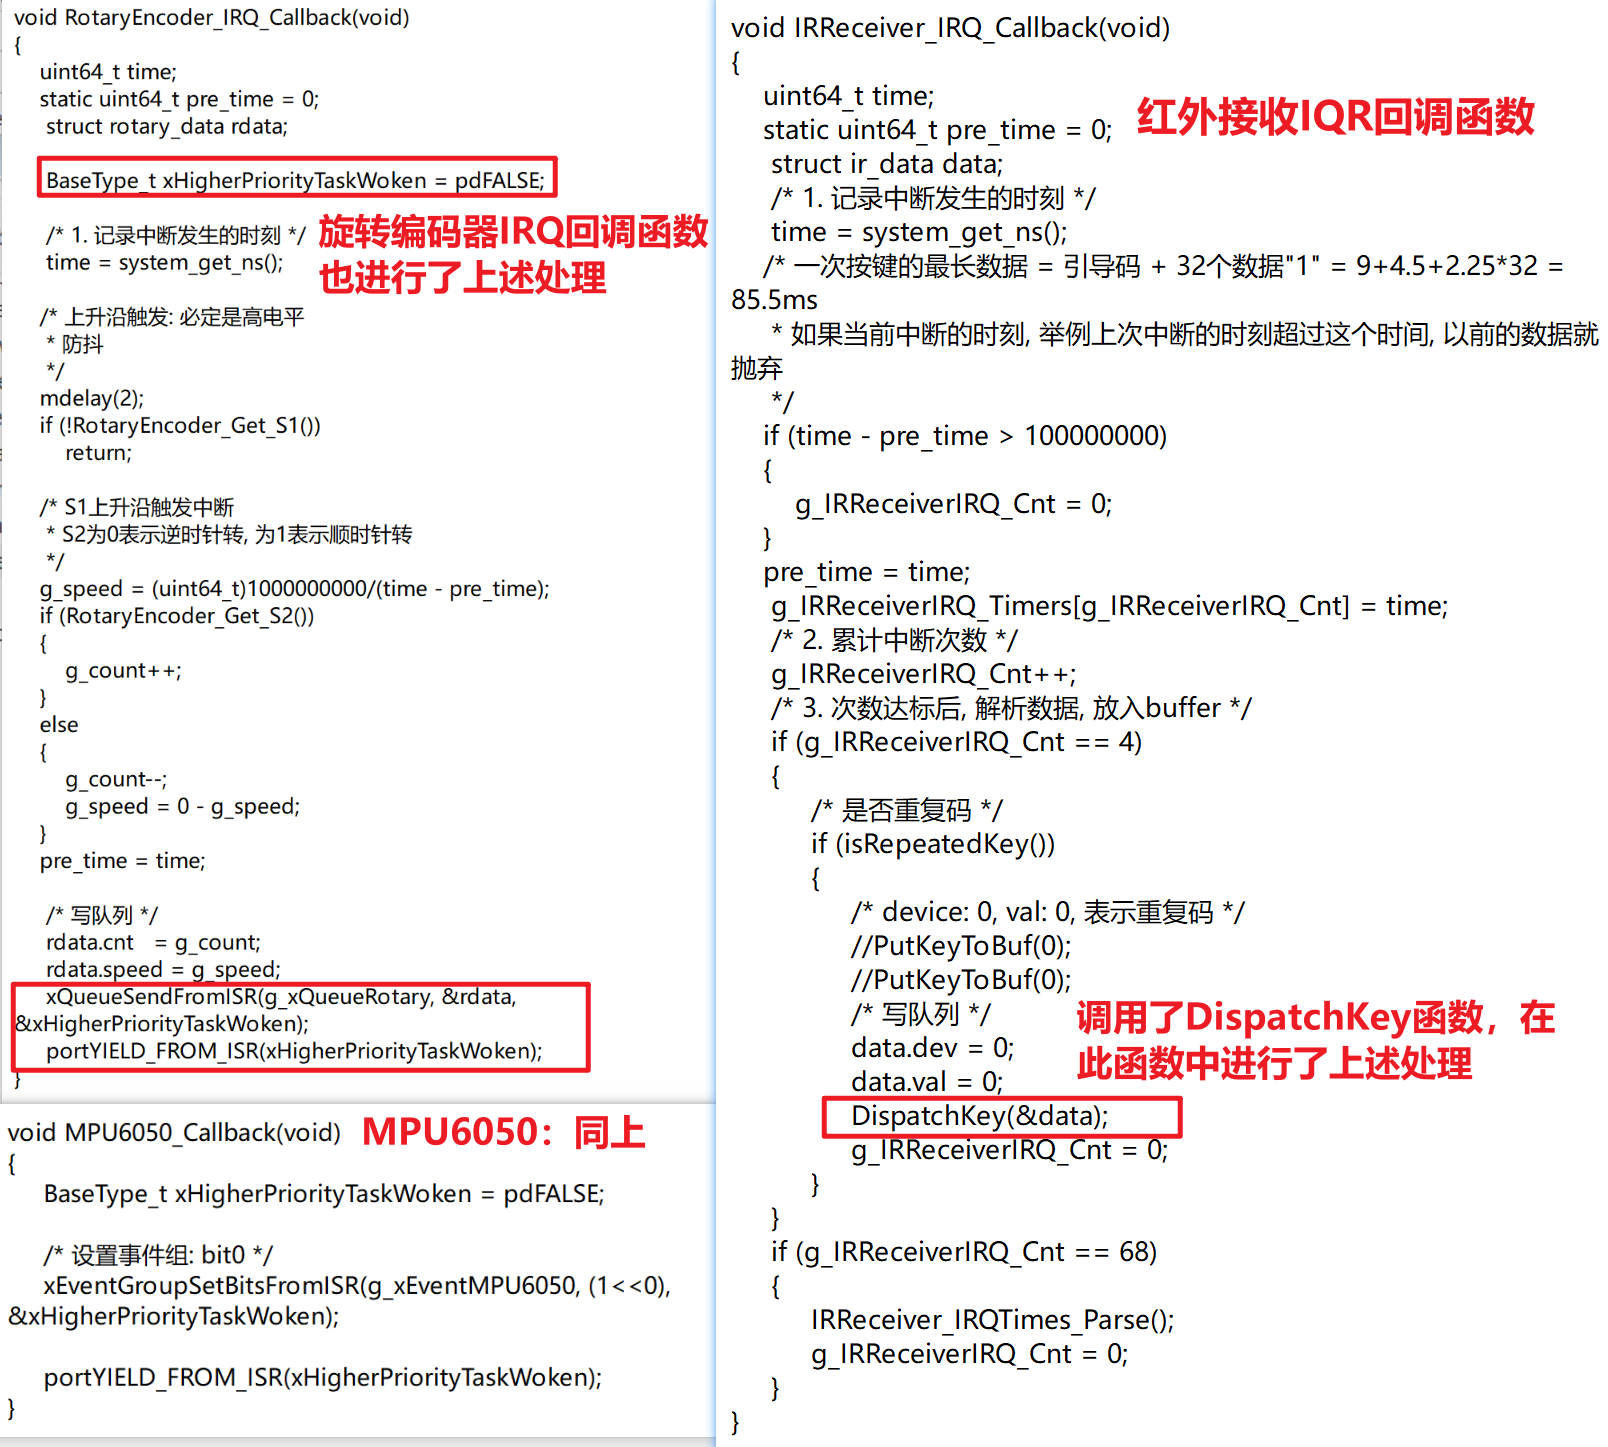 void RotaryEncoder_IRQ_Callback(void)
{
uint64_t time;
static uint64_t pre_time = 0;
struct rotary_data rdata;
BaseType_t xHigherPriorityTaskWoken = pdFALSE;
/* 1. 记录中断发生的时刻 */
time = system_get_ns();
旋转编码器IRQ回调函数
也进行了上述处理
/* 上升沿触发: 必定是高电平
* 防抖
*/
mdelay(2);
if (!RotaryEncoder_Get_S1())
return;
/* S1上升沿触发中断
* S2为0表示逆时针转, 为1表示顺时针转
*/
g_speed = (uint64_t)1000000000/(time - pre_time);
if (RotaryEncoder_Get_S2())
{
g_count++;
}
else
{
g_count--;
g_speed = 0 - g_speed;
}
pre_time = time;
/* 写队列 */
rdata.cnt   = g_count;
rdata.speed = g_speed;
xQueueSendFromISR(g_xQueueRotary, &rdata,
&xHigherPriorityTaskWoken);
portYIELD_FROM_ISR(xHigherPriorityTaskWoken);
}
void MPU6050_Callback(void)
MPU6050：同上
{
BaseType_t xHigherPriorityTaskWoken = pdFALSE;
/* 设置事件组: bit0 */
xEventGroupSetBitsFromISR(g_xEventMPU6050, (1<<0),
&xHigherPriorityTaskWoken);
portYIELD_FROM_ISR(xHigherPriorityTaskWoken);
}
void IRReceiver_IRQ_Callback(void)
{
uint64_t time;
static uint64_t pre_time = 0;
红外接收IQR回调函数
struct ir_data data;
/* 1. 记录中断发生的时刻 */
time = system_get_ns();
/* 一次按键的最长数据 = 引导码 + 32个数据"1" = 9+4.5+2.25*32 =
85.5ms
* 如果当前中断的时刻, 举例上次中断的时刻超过这个时间, 以前的数据就
抛弃
*/
if (time - pre_time > 100000000)
{
g_IRReceiverIRQ_Cnt = 0;
}
pre_time = time;
g_IRReceiverIRQ_Timers[g_IRReceiverIRQ_Cnt] = time;
/* 2. 累计中断次数 */
g_IRReceiverIRQ_Cnt++;
/* 3. 次数达标后, 解析数据, 放入buffer */
if (g_IRReceiverIRQ_Cnt == 4)
{
/* 是否重复码 */
if (isRepeatedKey())
{
/* device: 0, val: 0, 表示重复码 */
//PutKeyToBuf(0);
//PutKeyToBuf(0);
/* 写队列 */
data.dev = 0;
data.val = 0;
调用了DispatchKey函数，在
此函数中进行了上述处理
DispatchKey(&data);
g_IRReceiverIRQ_Cnt = 0;
}
}
if (g_IRReceiverIRQ_Cnt == 68)
{
IRReceiver_IRQTimes_Parse();
g_IRReceiverIRQ_Cnt = 0;
}
}